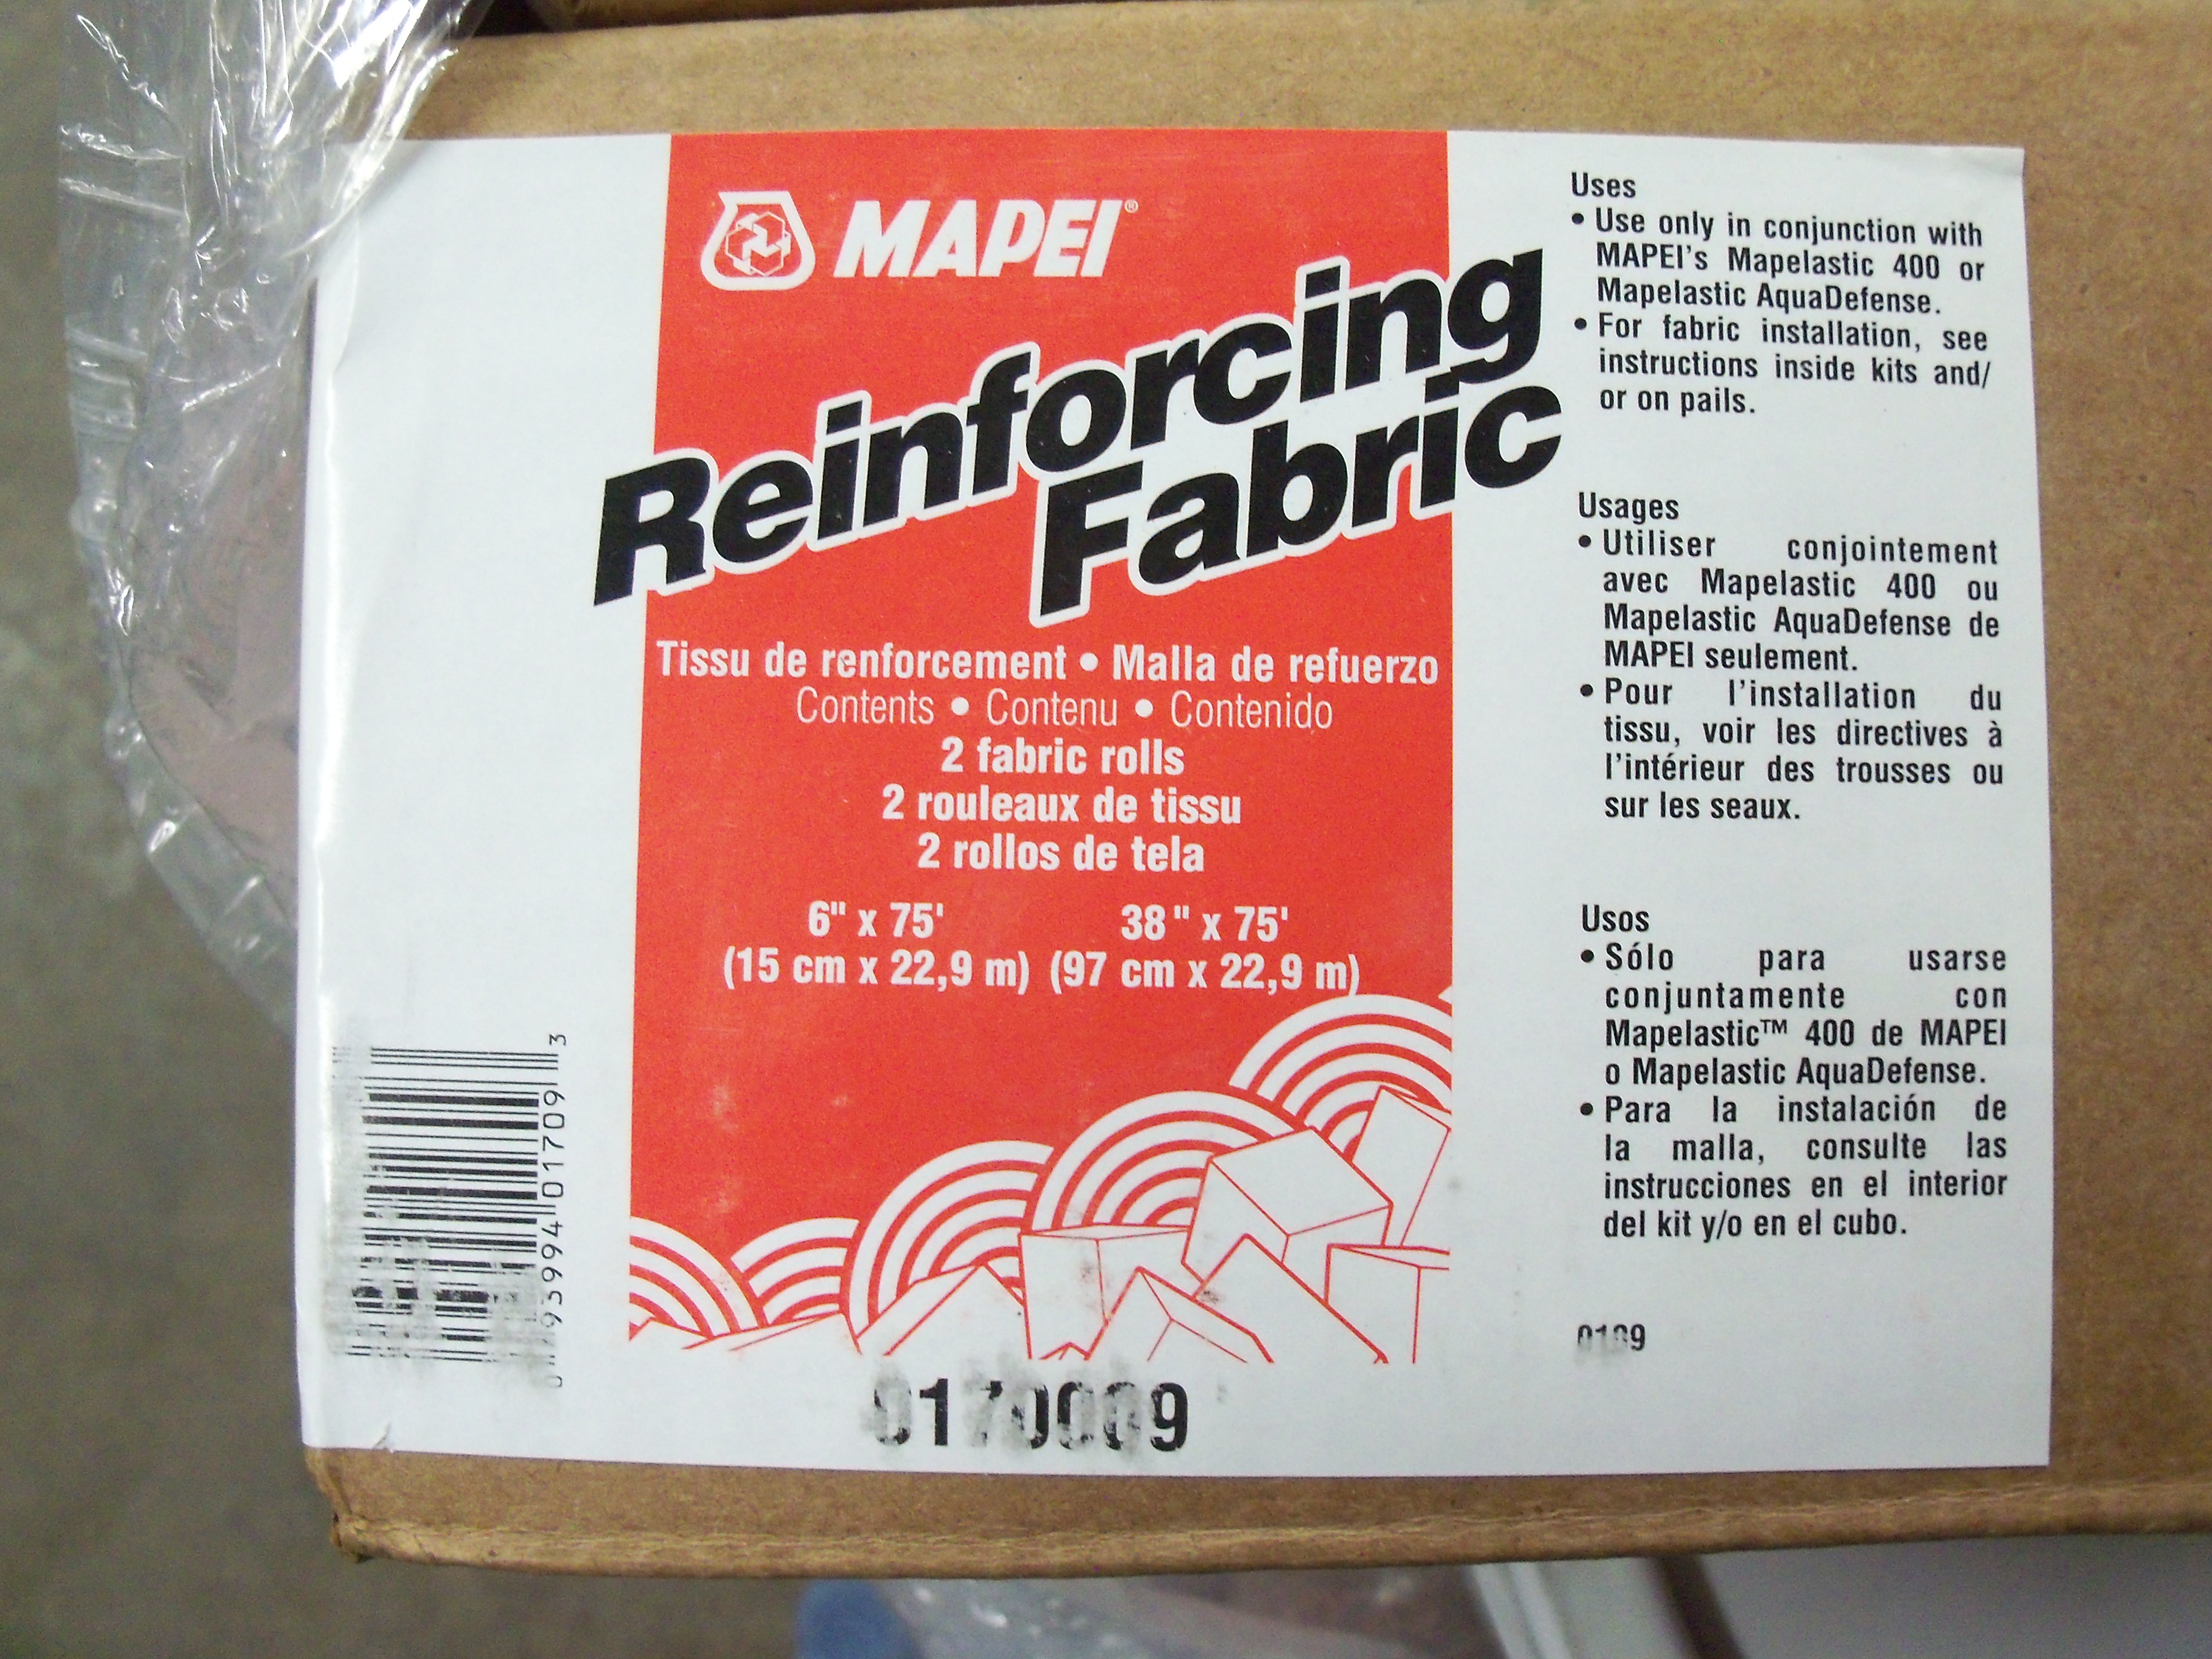 MAPEI®
Reinforcing
Fabric
Tissu de renforcement • Malla de refuerzo
Contents • Contenu • Contenido
2 fabric rolls
2 rouleaux de tissu
2 rollos de tela
6" x 75' 38" x 75'
(15 cm x 22,9 m) (97 cm x 22,9 m)
Uses
• Use only in conjunction with
MAPEI's Mapelastic 400 or
Mapelastic AquaDefense.
• For fabric installation, see
instructions inside kits and/
or on pails.
Usages
• Utiliser conjointement
avec Mapelastic 400 ou
Mapelastic AquaDefense de
MAPEI seulement.
• Pour l'installation du
tissu, voir les directives à
l'intérieur des trousses ou
sur les seaux.
Usos
• Sólo para usarse
conjuntamente con
Mapelastic™ 400 de MAPEI
o Mapelastic AquaDefense.
• Para la instalación de
la malla, consulte las
instrucciones en el interior
del kit y/o en el cubo.
0170009